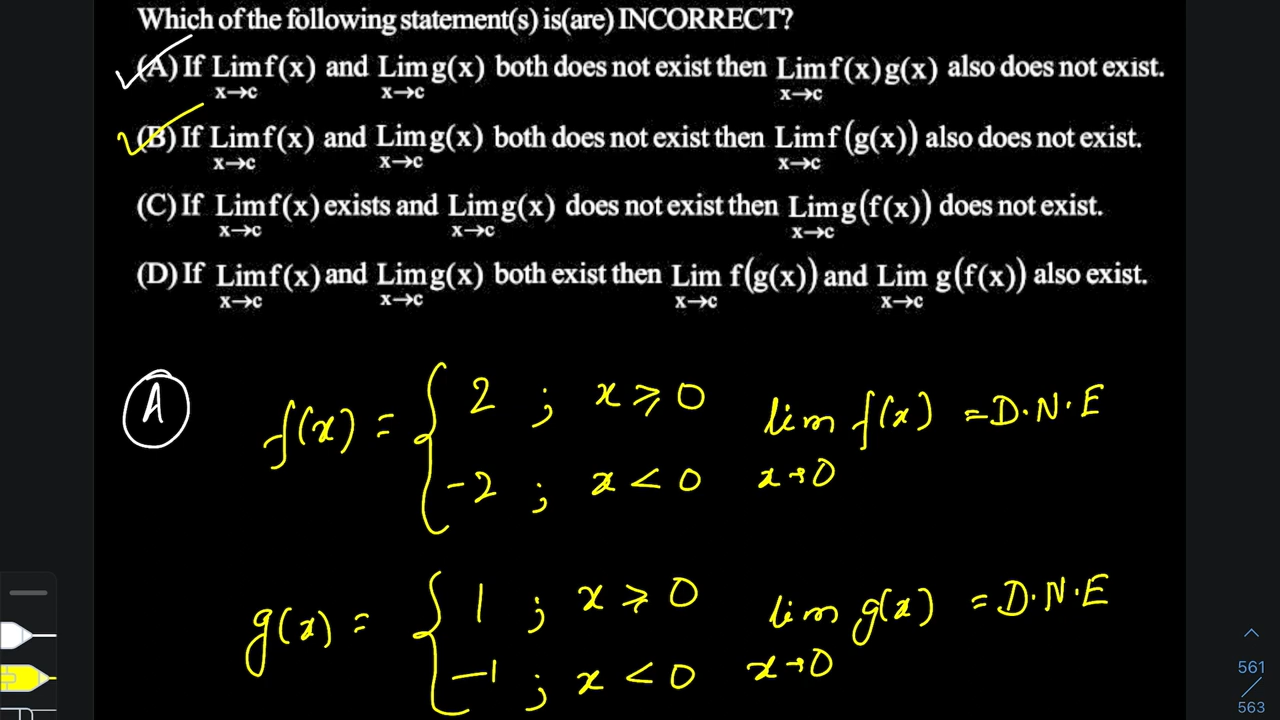 Which of the following statement(s) is(are) INCORRECT?
(A) If Lim f(x) and Lim g(x) both does not exist then Lim f(x)g(x) also does not exist.
x→c x→c x→c
(B) If Lim f(x) and Lim g(x) both does not exist then Lim f(g(x)) also does not exist.
x→c x→c x→c
(C) If Lim f(x) exists and Lim g(x) does not exist then Lim g(f(x)) does not exist.
x→c x→c x→c
(D) If Lim f(x) and Lim g(x) both exist then Lim f(g(x)) and Lim g(f(x)) also exist.
x→c x→c x→c x→c
A
f(x) = { 2 ; x ⩾ 0 lim f(x) = D.N.E
-2 ; x < 0 x→0
g(x) = { 1 ; x ⩾ 0 lim g(x) = D.N.E
-1 ; x < 0 x→0
561
/
563